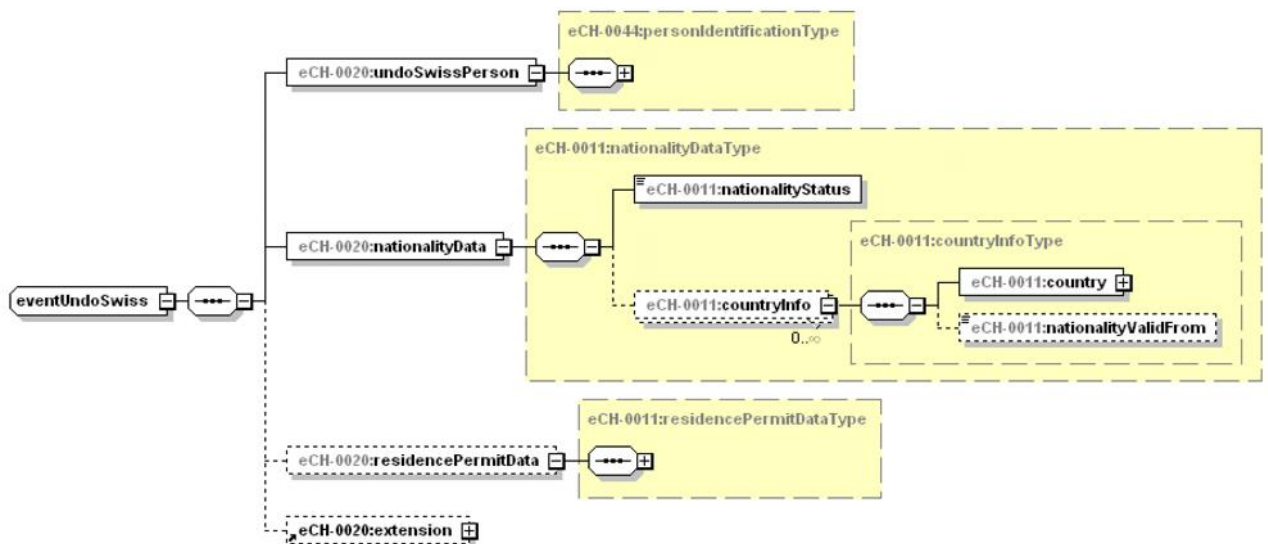 eCH-0044:personIdentificationType
eCH-0020:undoSwissPerson
eCH-0011:nationalityDataType
eCH-0011:nationalityStatus
eCH-0020:nationalityData
eCH-0011:countryInfoType
eCH-0011:country
eventUndoSwiss
eCH-0011:countryInfo
eCH-0011:nationalityValidFrom
0..∞
eCH-0011:residencePermitDataType
eCH-0020:residencePermitData
eCH-0020:extension